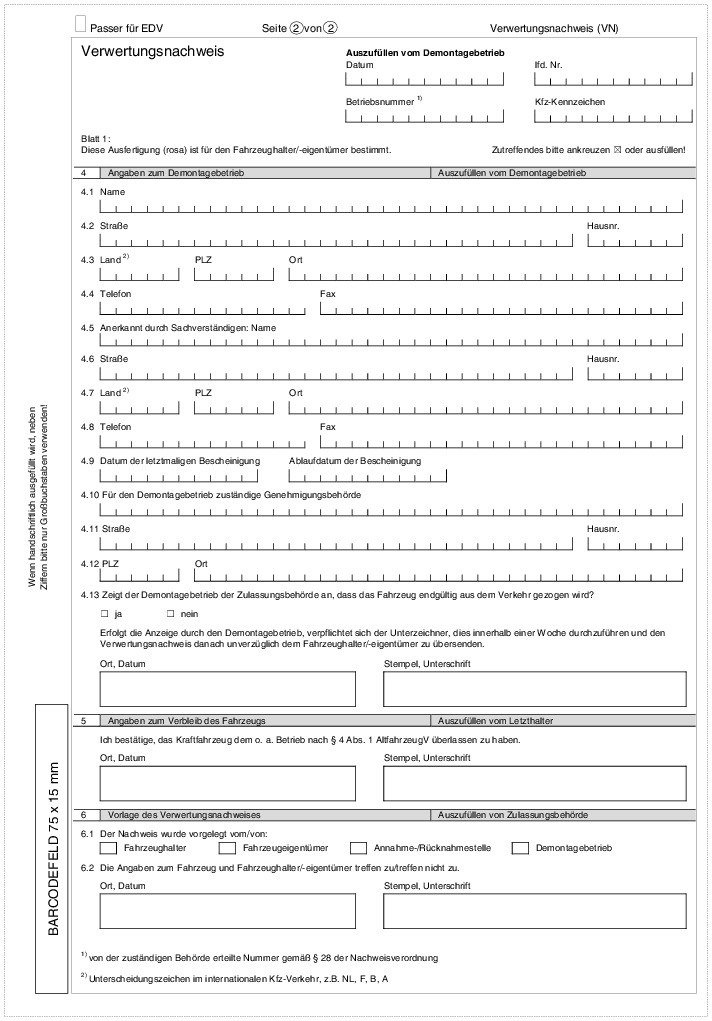 Passer für EDV Seite 2 von 2 Verwertungsnachweis (VN)
Verwertungsnachweis
Auszufüllen vom Demontagebetrieb
Datum lfd. Nr.
Betriebsnummer 1) Kfz-Kennzeichen
Blatt 1:
Diese Ausfertigung (rosa) ist für den Fahrzeughalter/-eigentümer bestimmt. Zutreffendes bitte ankreuzen ☒ oder ausfüllen!
4 Angaben zum Demontagebetrieb Auszufüllen vom Demontagebetrieb
4.1 Name
4.2 Straße Hausnr.
4.3 Land 2) PLZ Ort
4.4 Telefon Fax
4.5 Anerkannt durch Sachverständigen: Name
4.6 Straße Hausnr.
4.7 Land 2) PLZ Ort
4.8 Telefon Fax
4.9 Datum der letztmaligen Bescheinigung Ablaufdatum der Bescheinigung
4.10 Für den Demontagebetrieb zuständige Genehmigungsbehörde
4.11 Straße Hausnr.
4.12 PLZ Ort
4.13 Zeigt der Demontagebetrieb der Zulassungsbehörde an, dass das Fahrzeug endgültig aus dem Verkehr gezogen wird?
☐ ja ☐ nein
Erfolgt die Anzeige durch den Demontagebetrieb, verpflichtet sich der Unterzeichner, dies innerhalb einer Woche durchzuführen und den
Verwertungsnachweis danach unverzüglich dem Fahrzeughalter/-eigentümer zu übersenden.
Ort, Datum Stempel, Unterschrift
5 Angaben zum Verbleib des Fahrzeugs Auszufüllen vom Letzthalter
Ich bestätige, das Kraftfahrzeug dem o. a. Betrieb nach § 4 Abs. 1 AltfahrzeugV überlassen zu haben.
Ort, Datum Stempel, Unterschrift
6 Vorlage des Verwertungsnachweises Auszufüllen von Zulassungsbehörde
6.1 Der Nachweis wurde vorgelegt vom/von:
Fahrzeughalter Fahrzeugeigentümer Annahme-/Rücknahmestelle Demontagebetrieb
6.2 Die Angaben zum Fahrzeug und Fahrzeughalter/-eigentümer treffen zu/treffen nicht zu.
Ort, Datum Stempel, Unterschrift
1) von der zuständigen Behörde erteilte Nummer gemäß § 28 der Nachweisverordnung
2) Unterscheidungszeichen im internationalen Kfz-Verkehr, z.B. NL, F, B, A
Wenn handschriftlich ausgefüllt wird, neben
Ziffern bitte nur Großbuchstaben verwenden!
BARCODEFELD 75 x 15 mm